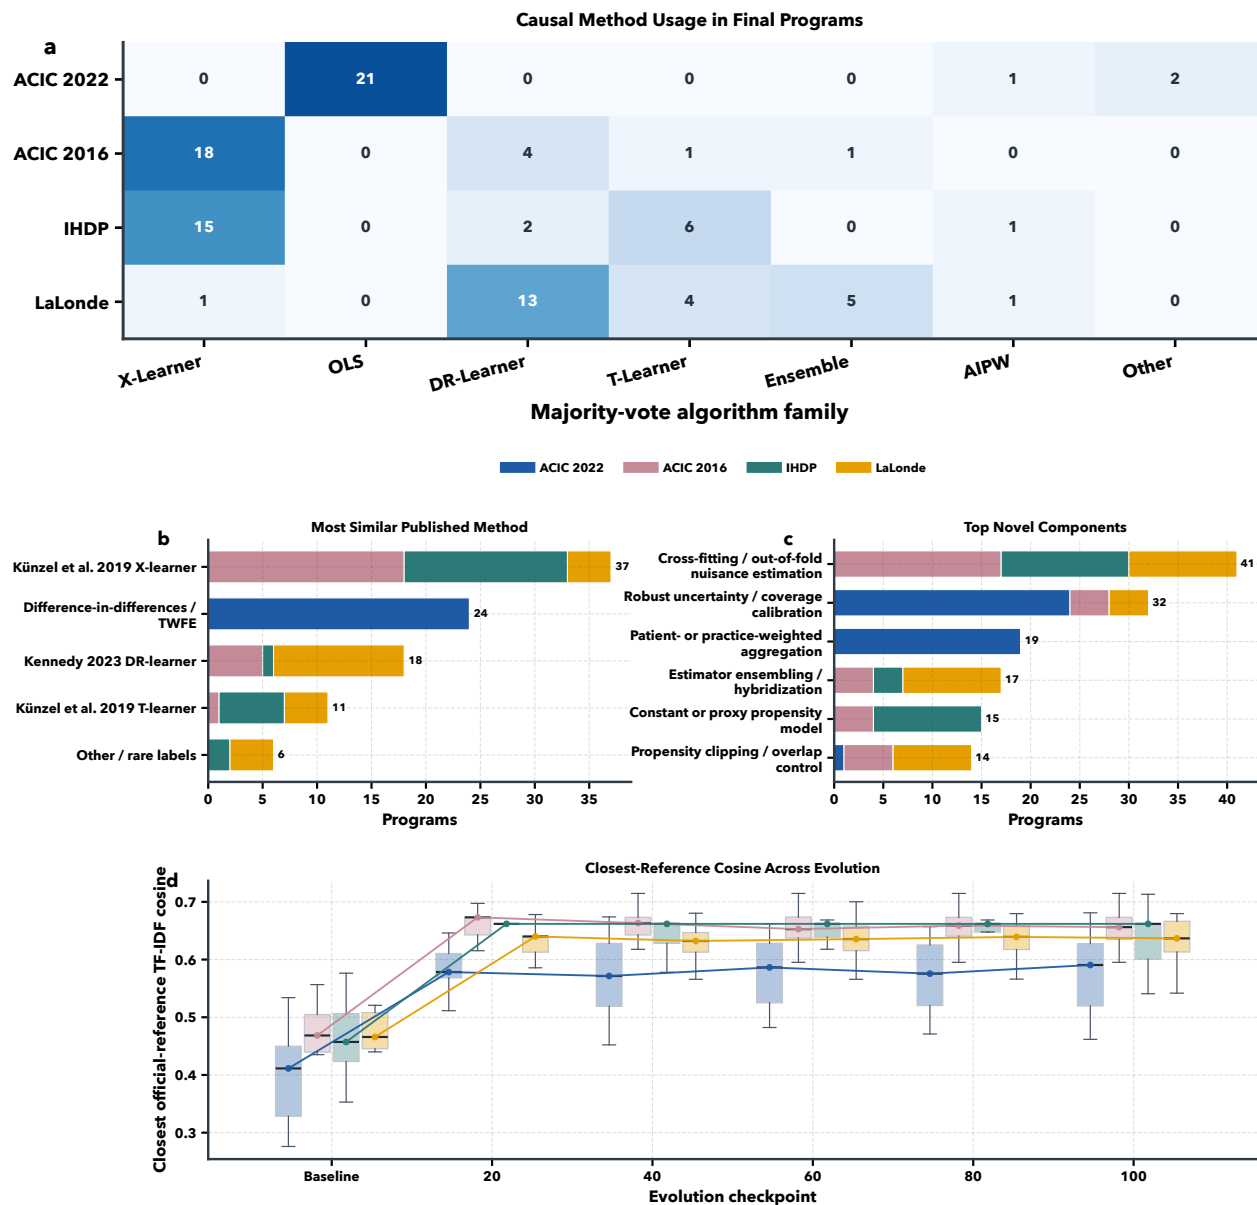 Causal Method Usage in Final Programs
a
ACIC 2022
0 21 0 0 0 1 2
ACIC 2016
18 0 4 1 1 0 0
IHDP
15 0 2 6 0 1 0
LaLonde
1 0 13 4 5 1 0
X-Learner OLS DR-Learner T-Learner Ensemble AIPW Other
Majority-vote algorithm family
ACIC 2022 ACIC 2016 IHDP LaLonde
b
Most Similar Published Method
Künzel et al. 2019 X-learner
37
Difference-in-differences /
TWFE
24
Kennedy 2023 DR-learner
18
Künzel et al. 2019 T-learner
11
Other / rare labels
6
0 5 10 15 20 25 30 35
Programs
c
Top Novel Components
Cross-fitting / out-of-fold
nuisance estimation
41
Robust uncertainty / coverage
calibration
32
Patient- or practice-weighted
aggregation
19
Estimator ensembling /
hybridization
17
Constant or proxy propensity
model
15
Propensity clipping / overlap
control
14
0 5 10 15 20 25 30 35 40
Programs
d
Closest-Reference Cosine Across Evolution
Closest official-reference TF-IDF cosine
0.7
0.6
0.5
0.4
0.3
Baseline 20 40 60 80 100
Evolution checkpoint